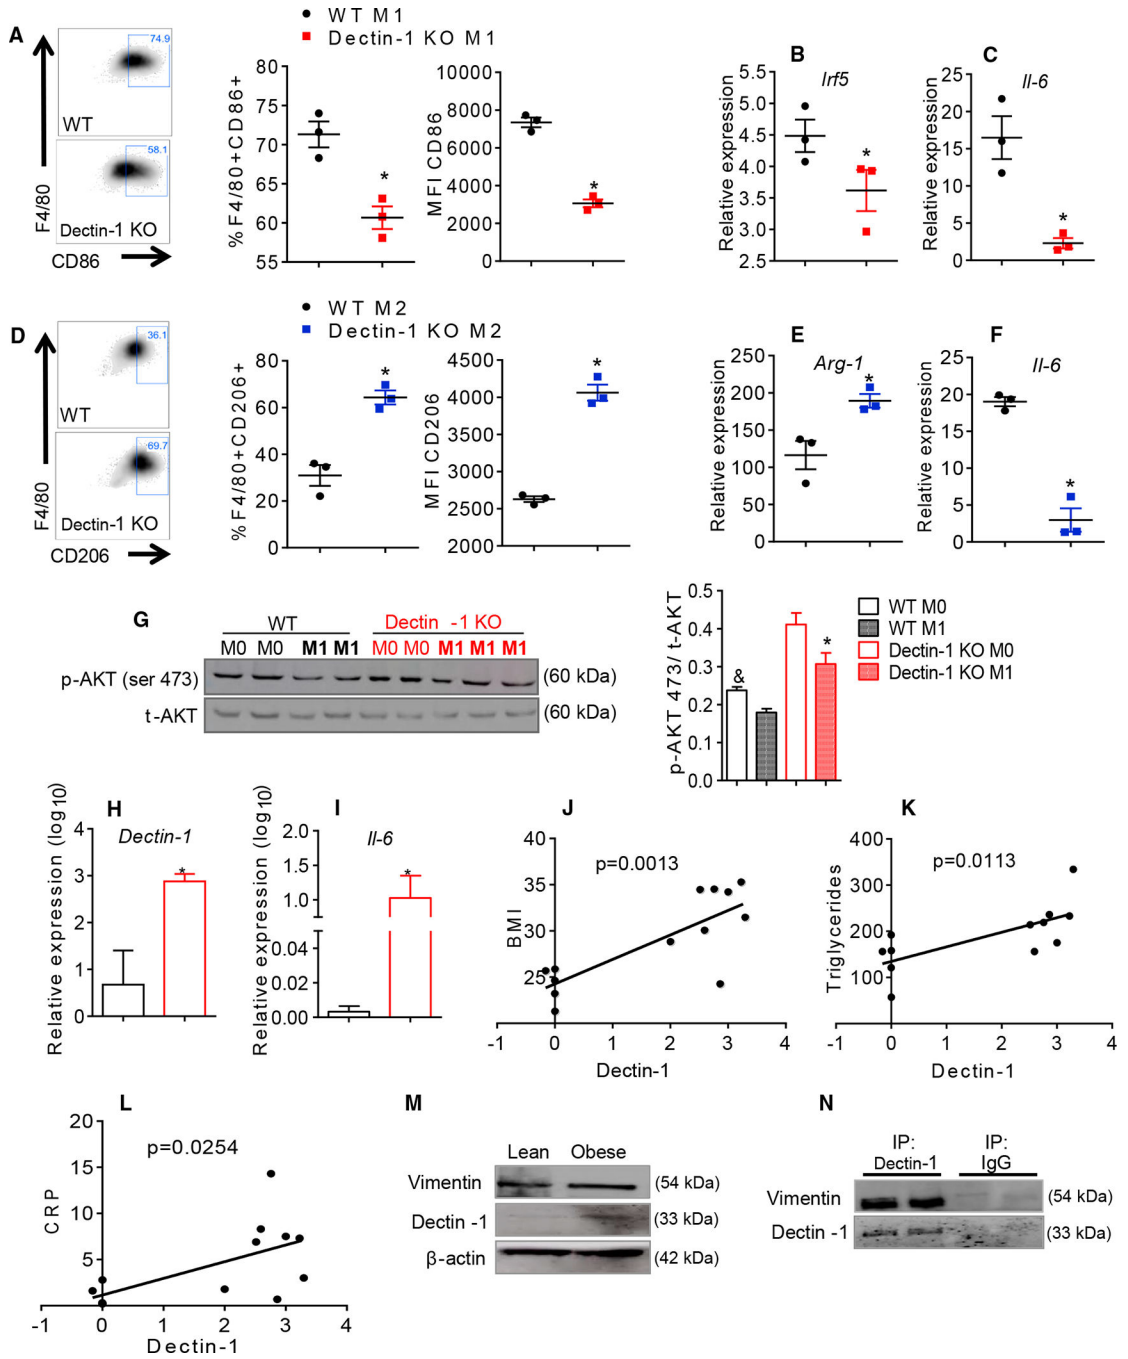 A
74.9
WT
58.1
Dectin-1 KO
F4/80
CD86
WT M1
Dectin-1 KO M1
%F4/80+CD86+
80
75
70
65
60
55
*
MFI CD86
10000
8000
6000
4000
2000
0
*
B
Irf5
Relative expression
5.5
5.0
4.5
4.0
3.5
3.0
2.5
*
C
Il-6
Relative expression
25
20
15
10
5
0
*
D
36.1
WT
69.7
Dectin-1 KO
F4/80
CD206
WT M2
Dectin-1 KO M2
%F4/80+CD206+
80
60
40
20
0
*
MFI CD206
4500
4000
3500
3000
2500
2000
*
E
Arg-1
Relative expression
250
200
150
100
50
0
*
F
Il-6
Relative expression
25
20
15
10
5
0
*
G
WT
Dectin -1 KO
M0 M0 M1 M1 M0 M0 M1 M1 M1
p-AKT (ser 473)
(60 kDa)
t-AKT
(60 kDa)
p-AKT 473/ t-AKT
0.5
0.4
0.3
0.2
0.1
0.0
&
*
WT M0
WT M1
Dectin-1 KO M0
Dectin-1 KO M1
H
Dectin-1
Relative expression (log10)
4
3
2
1
0
*
I
Il-6
Relative expression (log10)
2.0
1.5
1.0
0.5
0.04
0.02
0.00
*
J
p=0.0013
BMI
40
35
30
25
-1 0 1 2 3 4
Dectin-1
K
p=0.0113
Triglycerides
400
300
200
100
-1 0 1 2 3 4
Dectin-1
L
p=0.0254
CRP
20
15
10
5
-1 0 1 2 3 4
Dectin-1
M
Lean Obese
Vimentin
(54 kDa)
Dectin -1
(33 kDa)
β-actin
(42 kDa)
N
IP: IP:
Dectin-1 IgG
Vimentin
(54 kDa)
Dectin -1
(33 kDa)